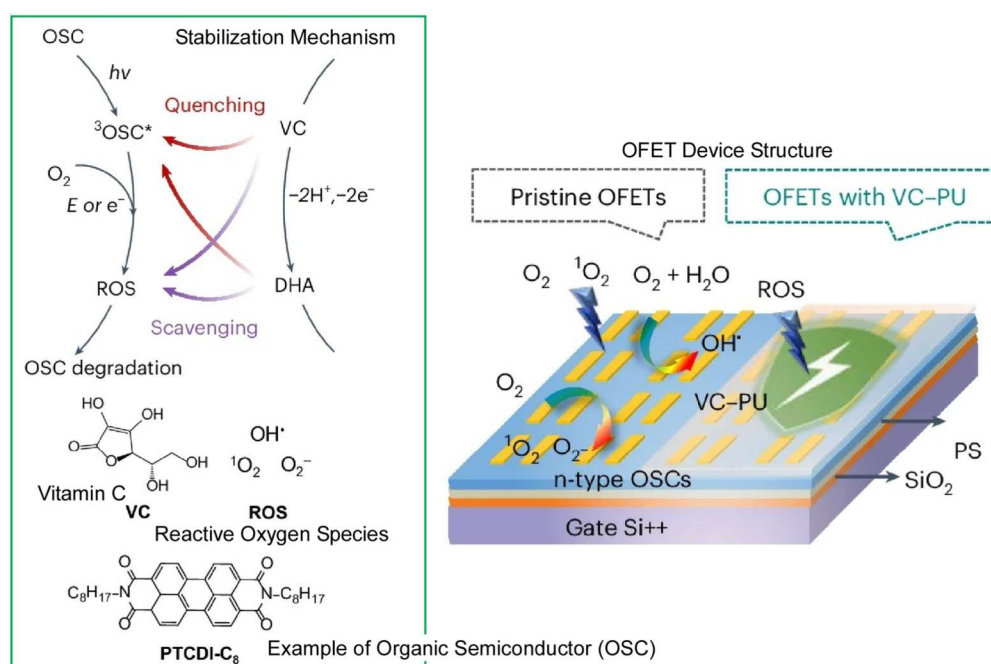 OSC
Stabilization Mechanism
hν
Quenching
³OSC*
VC
O₂
E or e⁻
−2H⁺,−2e⁻
ROS
DHA
Scavenging
OSC degradation
HO
OH
O
O
OH
OH
OH•
¹O₂ O₂⁻
Vitamin C
VC
ROS
Reactive Oxygen Species
O
O
C₈H₁₇-N
N-C₈H₁₇
O
O
PTCDI-C₈
Example of Organic Semiconductor (OSC)
OFET Device Structure
Pristine OFETs
OFETs with VC–PU
O₂
¹O₂
O₂ + H₂O
ROS
OH•
O₂
VC–PU
¹O₂ O₂⁻
PS
n-type OSCs
SiO₂
Gate Si++